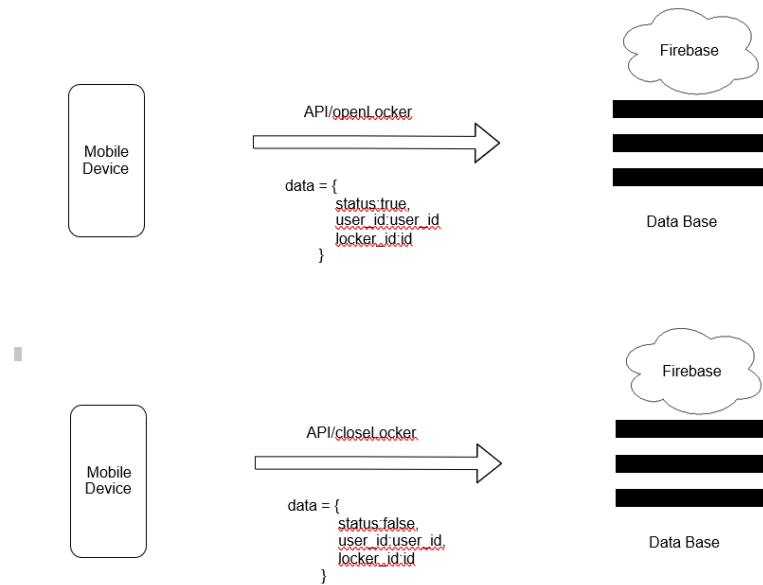 Firebase
API/openLocker
Mobile
Device
data = {
status:true,
user_id:user_id
locker_id:id
}
Data Base
Firebase
API/closeLocker
Mobile
Device
data = {
status:false,
user_id:user_id,
locker_id:id
}
Data Base